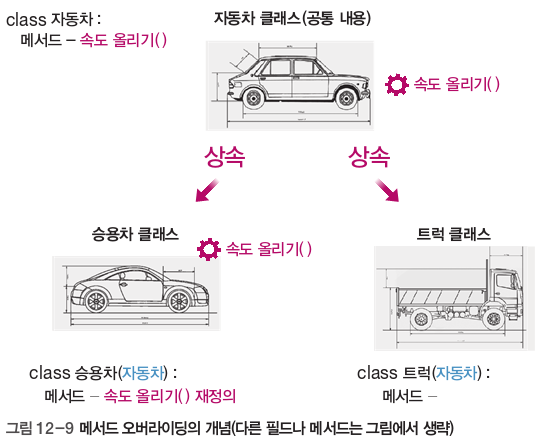 class 자동차 :
메서드 - 속도 올리기( )
자동차 클래스(공통 내용)
속도 올리기( )
상속
상속
승용차 클래스
속도 올리기( )
트럭 클래스
class 승용차(자동차) :
메서드 - 속도 올리기( ) 재정의
class 트럭(자동차) :
메서드 -
그림 12-9 메서드 오버라이딩의 개념(다른 필드나 메서드는 그림에서 생략)